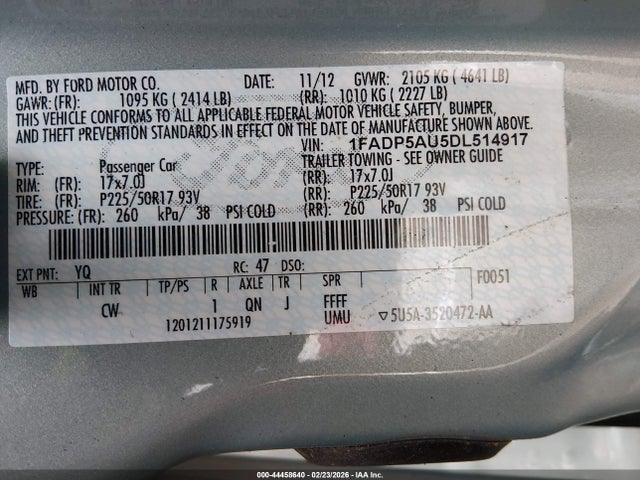 MFD. BY FORD MOTOR CO. DATE: 11/12 GVWR: 2105 KG ( 4641 LB)
GAWR: (FR): 1095 KG ( 2414 LB) (RR): 1010 KG ( 2227 LB)
THIS VEHICLE CONFORMS TO ALL APPLICABLE FEDERAL MOTOR VEHICLE SAFETY, BUMPER,
AND THEFT PREVENTION STANDARDS IN EFFECT ON THE DATE OF MANUFACTURE SHOWN ABOVE.
VIN: 1FADP5AU5DL514917
TYPE: Passenger Car TRAILER TOWING - SEE OWNER GUIDE
RIM: (FR): 17x7.0J (RR): 17x7.0J
TIRE: (FR): P225/50R17 93V (RR): P225/50R17 93V
PRESSURE: (FR): 260 kPa/ 38 PSI COLD (RR): 260 kPa/ 38 PSI COLD
EXT PNT: YQ RC: 47 DSO: F0051
WB INT TR TP/PS R AXLE TR SPR
CW 1 QN J FFFF
1201211175919 UMU ▽5U5A-3520472-AA
000-44458640 - 02/23/2026 - IAA Inc.